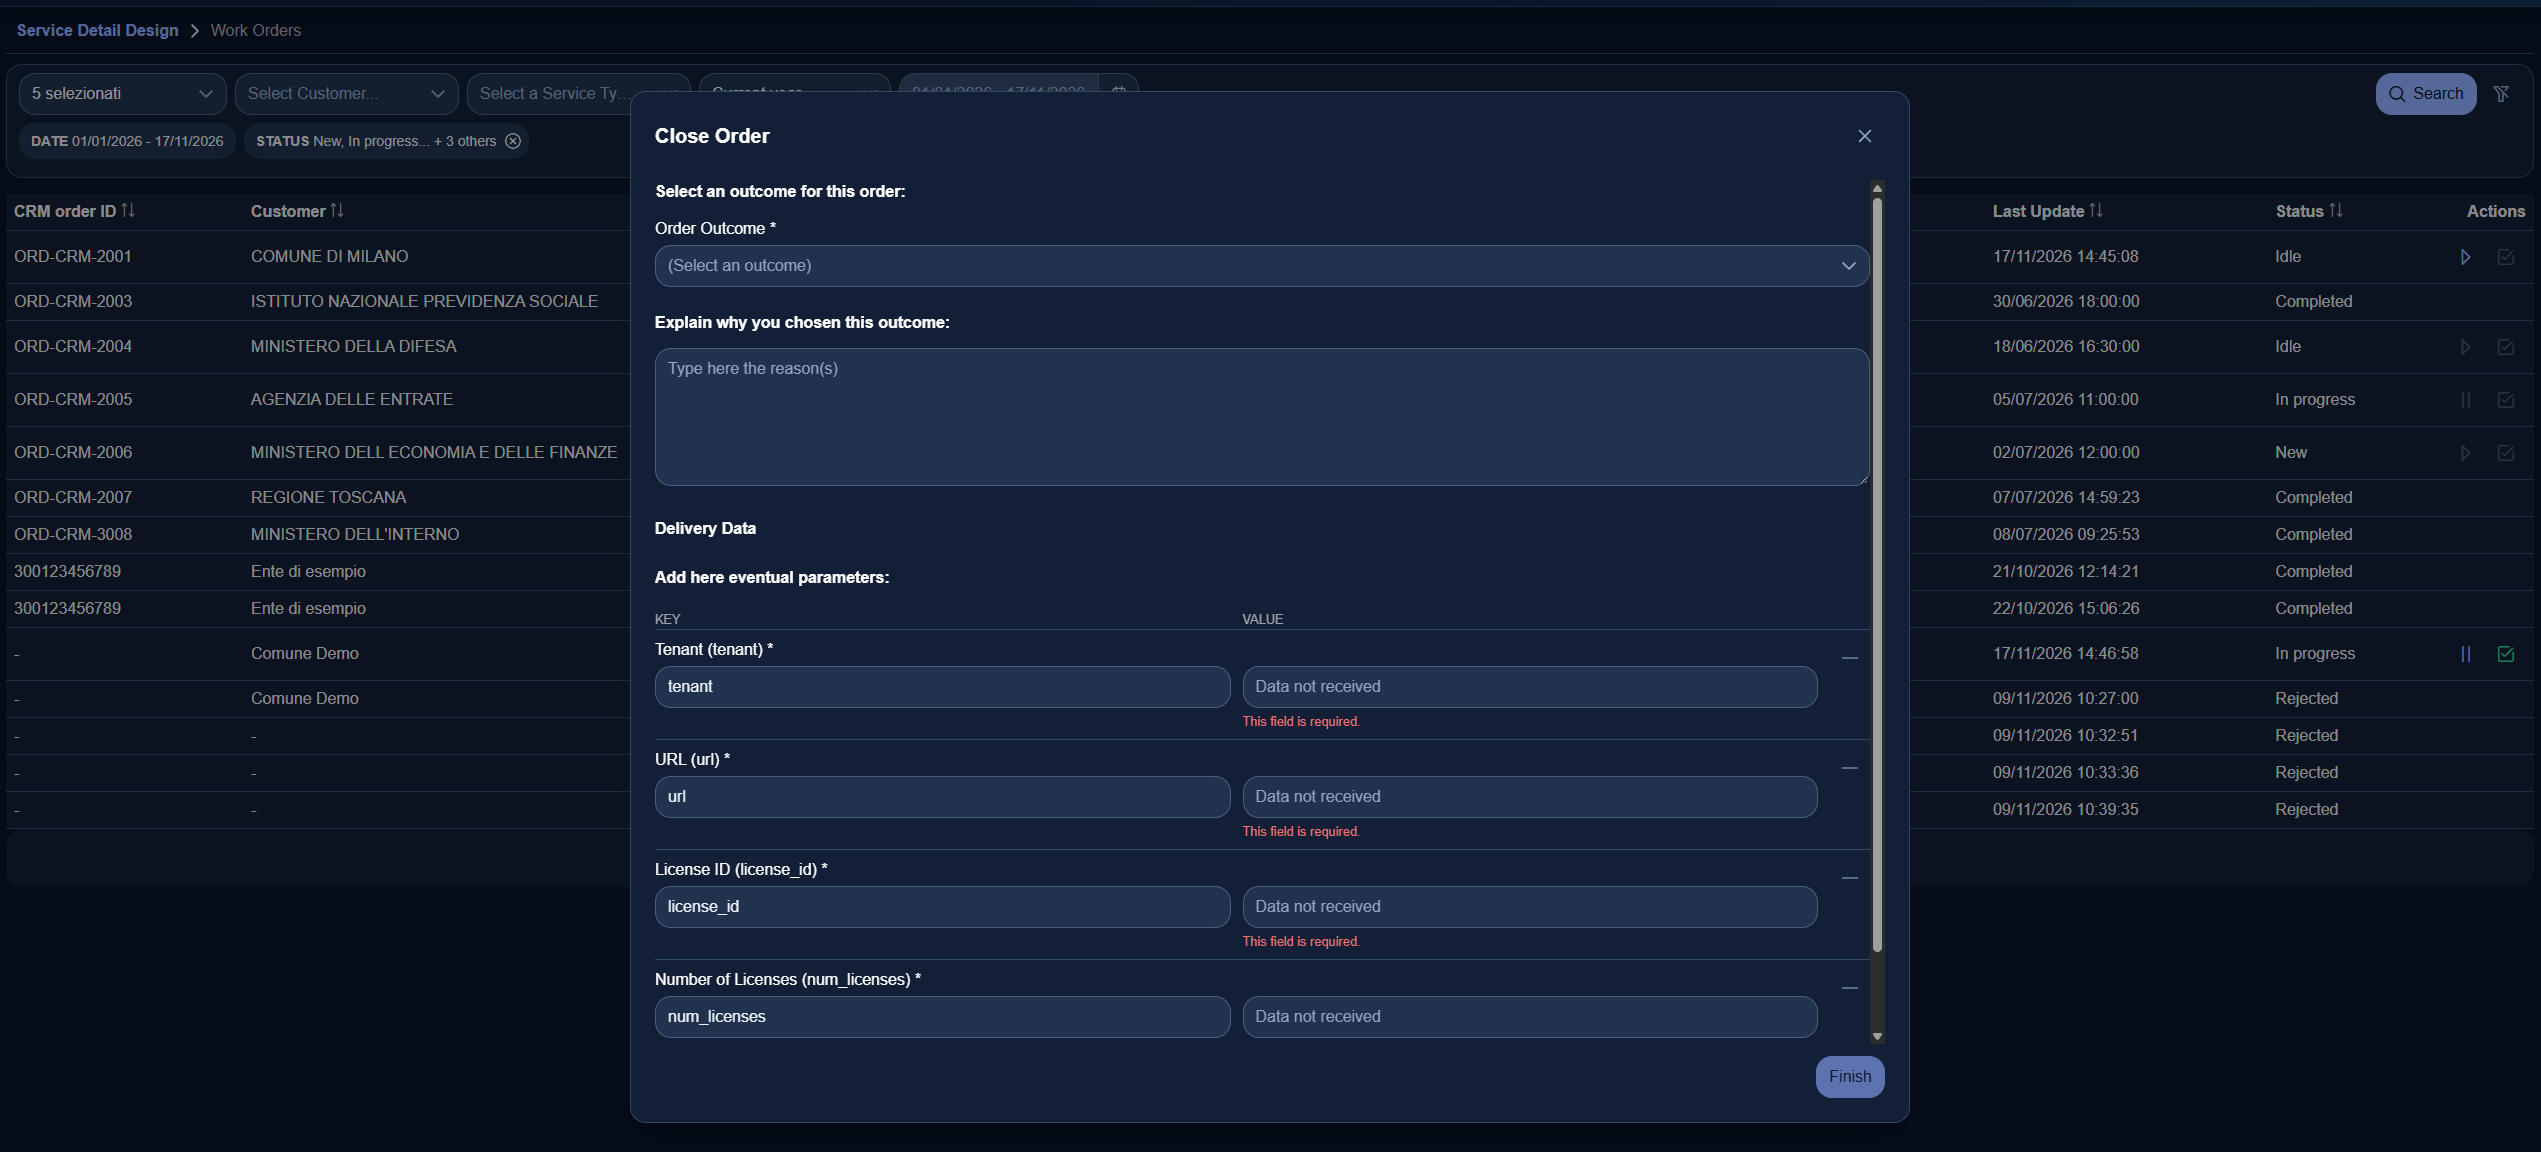 Service Detail Design > Work Orders
5 selezionati
Select Customer...
Select a Service Ty...
Current year
01/01/2026 - 17/11/2026
Search
DATE 01/01/2026 - 17/11/2026
STATUS New, In progress... + 3 others
CRM order ID Customer Last Update Status Actions
ORD-CRM-2001 COMUNE DI MILANO 17/11/2026 14:45:08 Idle
ORD-CRM-2003 ISTITUTO NAZIONALE PREVIDENZA SOCIALE 30/06/2026 18:00:00 Completed
ORD-CRM-2004 MINISTERO DELLA DIFESA 18/06/2026 16:30:00 Idle
ORD-CRM-2005 AGENZIA DELLE ENTRATE 05/07/2026 11:00:00 In progress
ORD-CRM-2006 MINISTERO DELL ECONOMIA E DELLE FINANZE 02/07/2026 12:00:00 New
ORD-CRM-2007 REGIONE TOSCANA 07/07/2026 14:59:23 Completed
ORD-CRM-3008 MINISTERO DELL'INTERNO 08/07/2026 09:25:53 Completed
300123456789 Ente di esempio 21/10/2026 12:14:21 Completed
300123456789 Ente di esempio 22/10/2026 15:06:26 Completed
- Comune Demo 17/11/2026 14:46:58 In progress
- Comune Demo 09/11/2026 10:27:00 Rejected
- - 09/11/2026 10:32:51 Rejected
- - 09/11/2026 10:33:36 Rejected
- - 09/11/2026 10:39:35 Rejected
Close Order
Select an outcome for this order:
Order Outcome *
(Select an outcome)
Explain why you chosen this outcome:
Type here the reason(s)
Delivery Data
Add here eventual parameters:
KEY VALUE
Tenant (tenant) *
tenant Data not received
This field is required.
URL (url) *
url Data not received
This field is required.
License ID (license_id) *
license_id Data not received
This field is required.
Number of Licenses (num_licenses) *
num_licenses Data not received
Finish